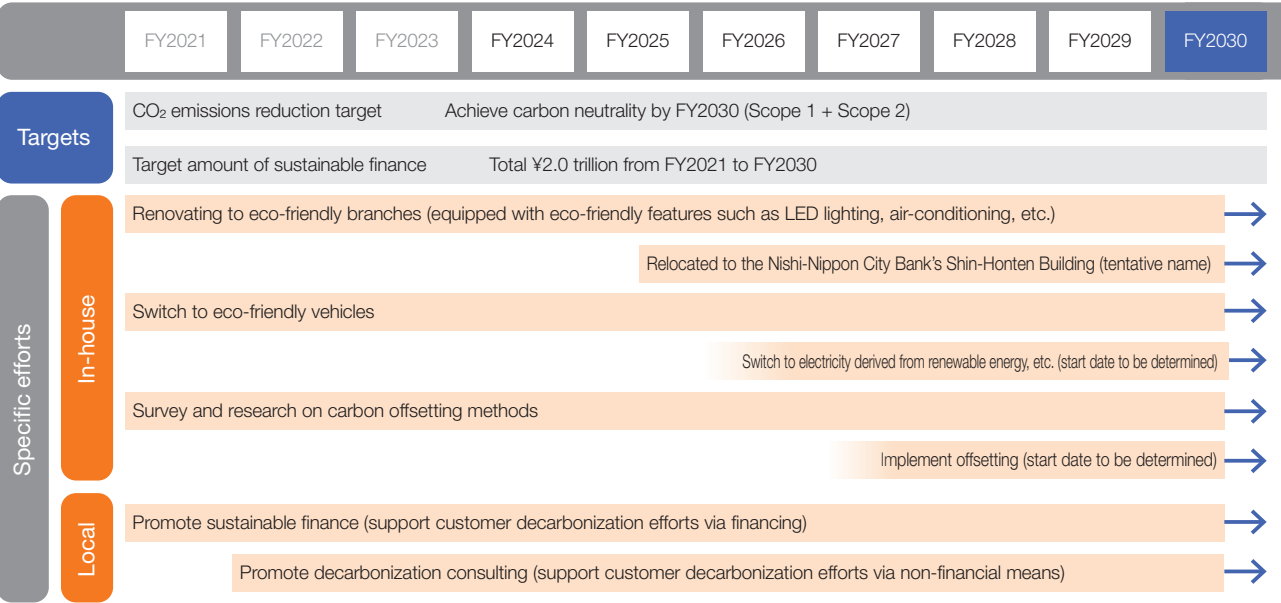 FY2021 FY2022 FY2023 FY2024 FY2025 FY2026 FY2027 FY2028 FY2029 FY2030
Targets
CO₂ emissions reduction target Achieve carbon neutrality by FY2030 (Scope 1 + Scope 2)
Target amount of sustainable finance Total ¥2.0 trillion from FY2021 to FY2030
Specific efforts
In-house
Renovating to eco-friendly branches (equipped with eco-friendly features such as LED lighting, air-conditioning, etc.)
Relocated to the Nishi-Nippon City Bank's Shin-Honten Building (tentative name)
Switch to eco-friendly vehicles
Switch to electricity derived from renewable energy, etc. (start date to be determined)
Survey and research on carbon offsetting methods
Implement offsetting (start date to be determined)
Local
Promote sustainable finance (support customer decarbonization efforts via financing)
Promote decarbonization consulting (support customer decarbonization efforts via non-financial means)